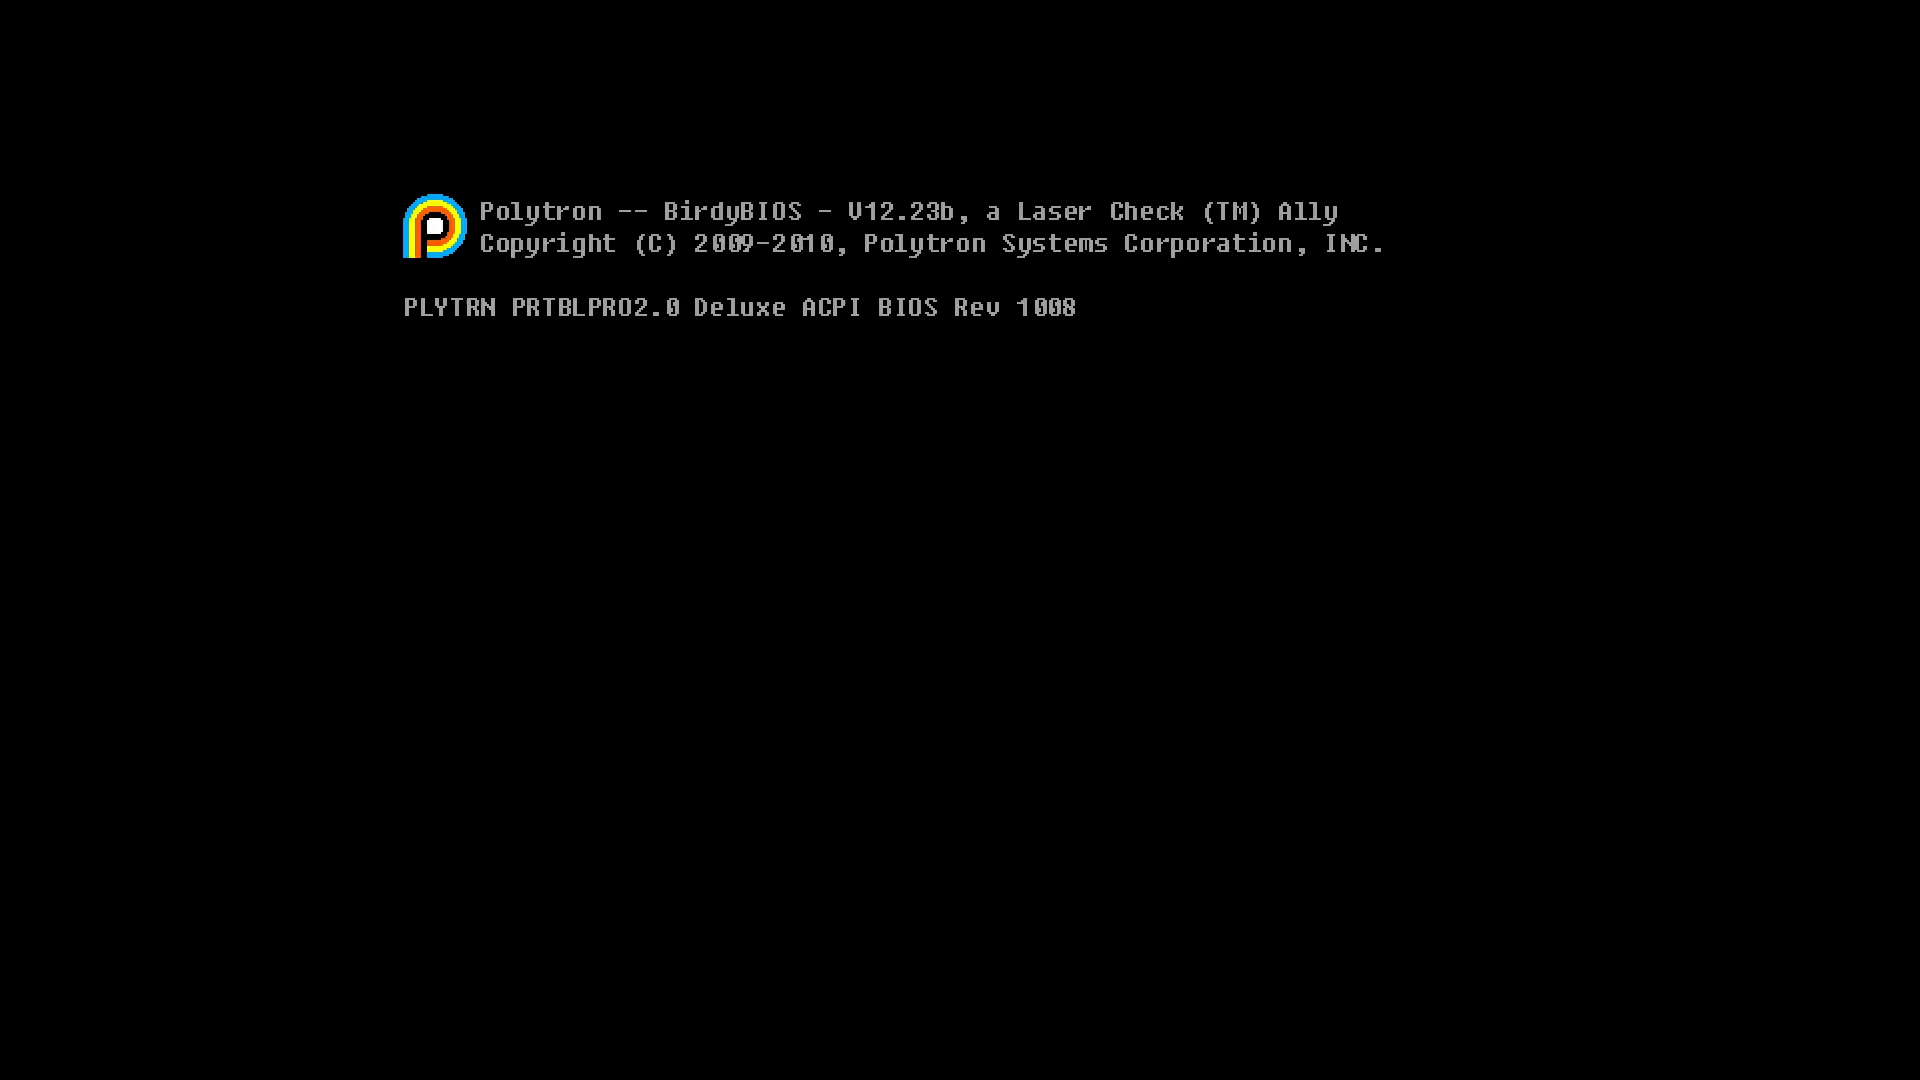 Polytron -- BirdyBIOS - V12.23b, a Laser Check (TM) Ally
Copyright (C) 2009-2010, Polytron Systems Corporation, INC.
PLYTRN PRTBLPRO2.0 Deluxe ACPI BIOS Rev 1008